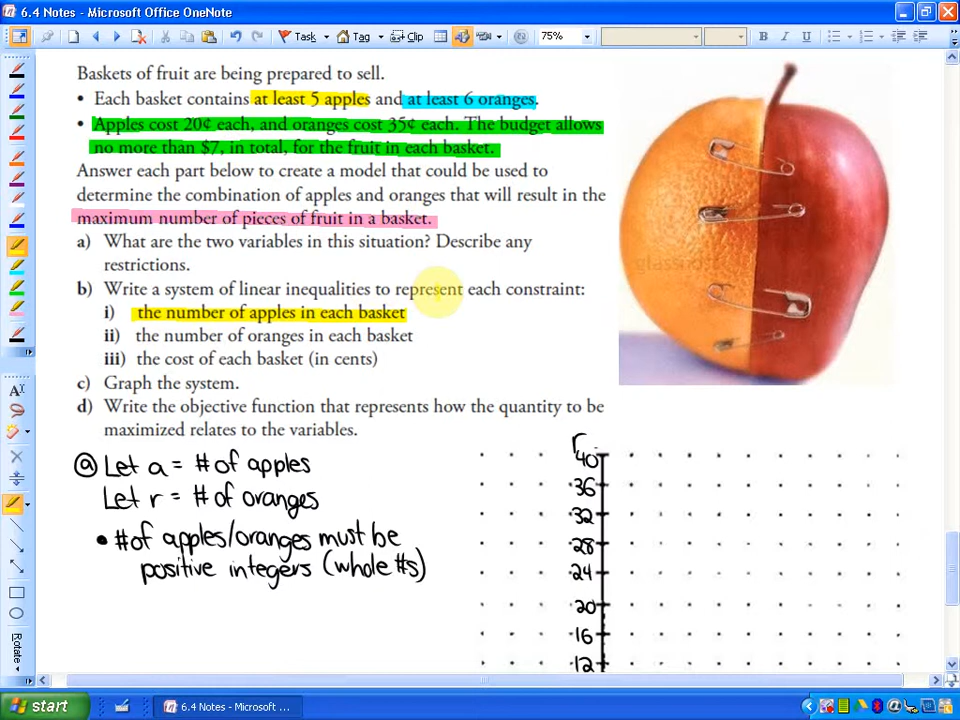 6.4 Notes - Microsoft Office OneNote
Task
Tag
Clip
75%
B I U
Baskets of fruit are being prepared to sell.
• Each basket contains at least 5 apples and at least 6 oranges.
• Apples cost 20¢ each, and oranges cost 35¢ each. The budget allows
no more than $7, in total, for the fruit in each basket.
Answer each part below to create a model that could be used to
determine the combination of apples and oranges that will result in the
maximum number of pieces of fruit in a basket.
a) What are the two variables in this situation? Describe any
restrictions.
b) Write a system of linear inequalities to represent each constraint:
i) the number of apples in each basket
ii) the number of oranges in each basket
iii) the cost of each basket (in cents)
c) Graph the system.
d) Write the objective function that represents how the quantity to be
maximized relates to the variables.
ⓐ Let a = # of apples
Let r = # of oranges
• # of apples/oranges must be
positive integers (whole #s)
r
40
36
32
28
24
20
16
12
A
Rotate
start
6.4 Notes - Microsoft ...